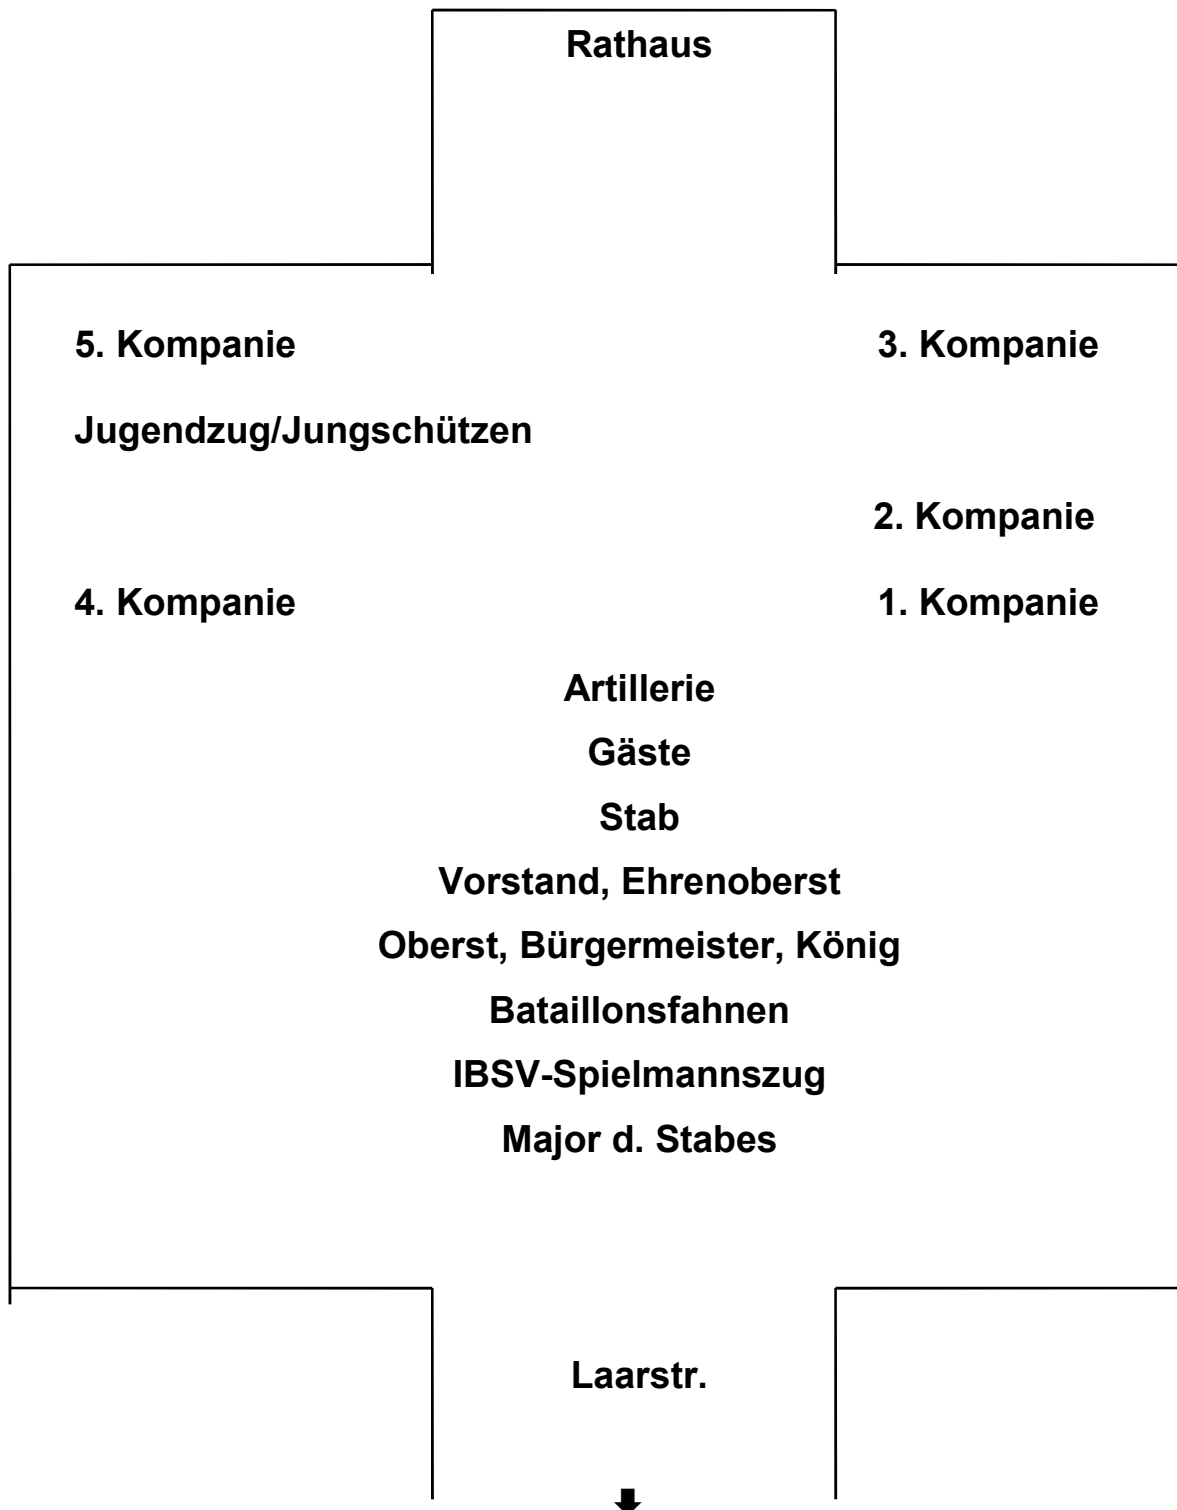 Rathaus
5. Kompanie 3. Kompanie
Jugendzug/Jungschützen
2. Kompanie
4. Kompanie 1. Kompanie
Artillerie
Gäste
Stab
Vorstand, Ehrenoberst
Oberst, Bürgermeister, König
Bataillonsfahnen
IBSV-Spielmannszug
Major d. Stabes
Laarstr.